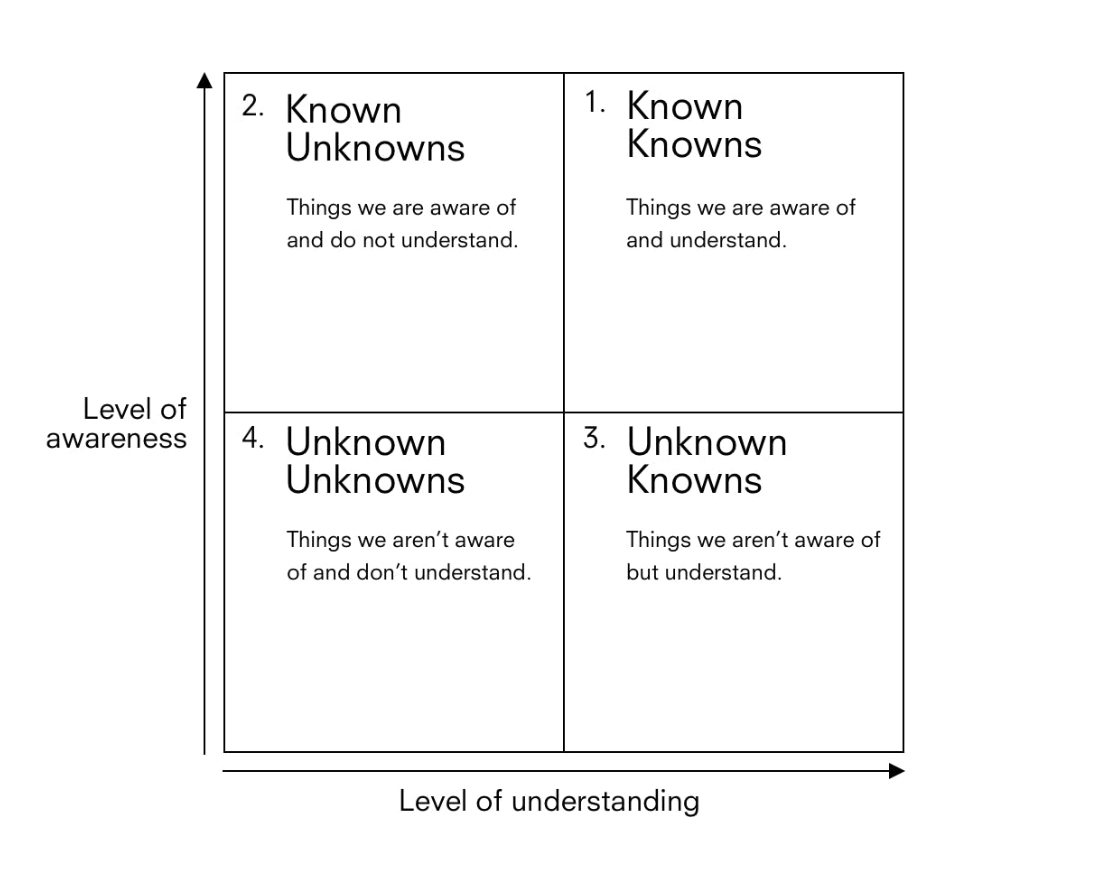 2. Known
Unknowns
Things we are aware of
and do not understand.
1. Known
Knowns
Things we are aware of
and understand.
Level of
awareness
4. Unknown
Unknowns
Things we aren’t aware
of and don’t understand.
3. Unknown
Knowns
Things we aren’t aware of
but understand.
Level of understanding